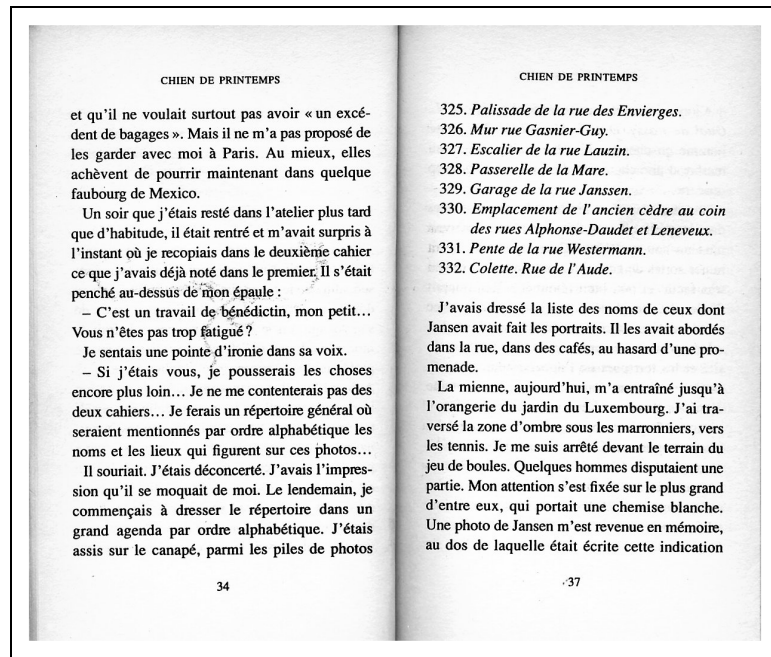 CHIEN DE PRINTEMPS
et qu'il ne voulait surtout pas avoir « un excé-
dent de bagages ». Mais il ne m'a pas proposé de
les garder avec moi à Paris. Au mieux, elles
achèvent de pourrir maintenant dans quelque
faubourg de Mexico.
Un soir que j'étais resté dans l'atelier plus tard
que d'habitude, il était rentré et m'avait surpris à
l'instant où je recopiais dans le deuxième cahier
ce que j'avais déjà noté dans le premier. Il s'était
penché au-dessus de mon épaule :
– C'est un travail de bénédictin, mon petit…
Vous n'êtes pas trop fatigué ?
Je sentais une pointe d'ironie dans sa voix.
– Si j'étais vous, je pousserais les choses
encore plus loin… Je ne me contenterais pas des
deux cahiers… Je ferais un répertoire général où
seraient mentionnés par ordre alphabétique les
noms et les lieux qui figurent sur ces photos…
Il souriait. J'étais déconcerté. J'avais l'impres-
sion qu'il se moquait de moi. Le lendemain, je
commençais à dresser le répertoire dans un
grand agenda par ordre alphabétique. J'étais
assis sur le canapé, parmi les piles de photos
34
CHIEN DE PRINTEMPS
325. Palissade de la rue des Envierges.
326. Mur rue Gasnier-Guy.
327. Escalier de la rue Lauzin.
328. Passerelle de la Mare.
329. Garage de la rue Janssen.
330. Emplacement de l'ancien cèdre au coin
des rues Alphonse-Daudet et Leneveux.
331. Pente de la rue Westermann.
332. Colette. Rue de l'Aude.
J'avais dressé la liste des noms de ceux dont
Jansen avait fait les portraits. Il les avait abordés
dans la rue, dans des cafés, au hasard d'une pro-
menade.
La mienne, aujourd'hui, m'a entraîné jusqu'à
l'orangerie du jardin du Luxembourg. J'ai tra-
versé la zone d'ombre sous les marronniers, vers
les tennis. Je me suis arrêté devant le terrain du
jeu de boules. Quelques hommes disputaient une
partie. Mon attention s'est fixée sur le plus grand
d'entre eux, qui portait une chemise blanche.
Une photo de Jansen m'est revenue en mémoire,
au dos de laquelle était écrite cette indication
37